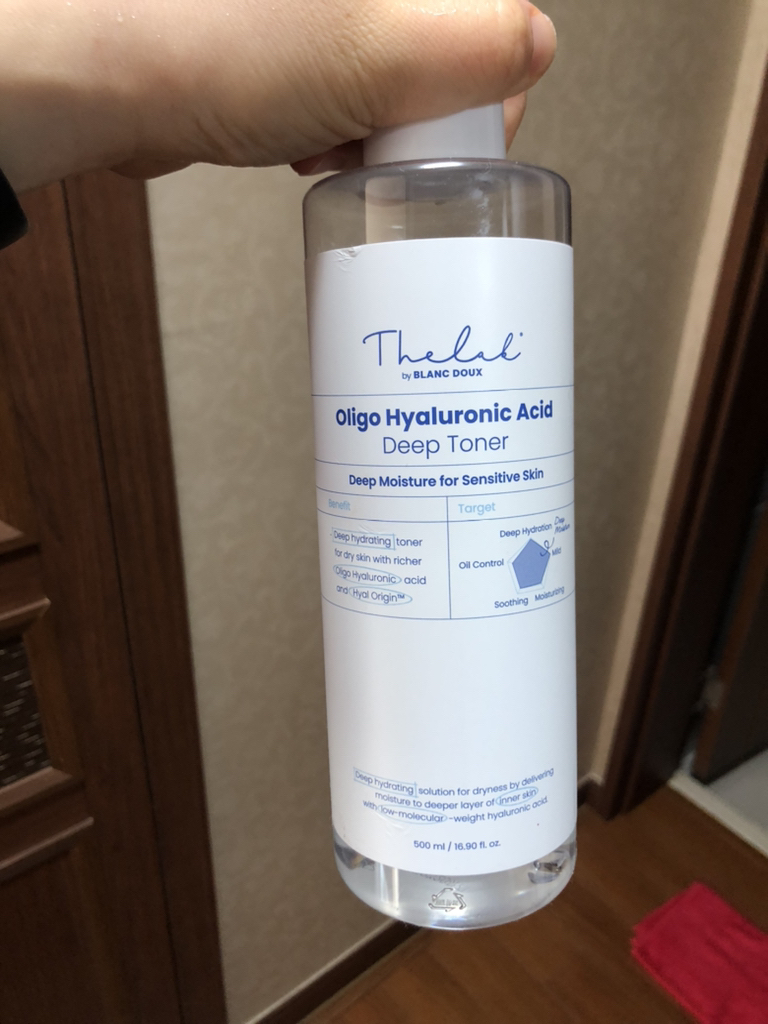 Thelab
by BLANC DOUX
Oligo Hyaluronic Acid
Deep Toner
Deep Moisture for Sensitive Skin
Benefit
Target
Deep hydrating toner
for dry skin with richer
Oligo Hyaluronic acid
and Hyal Origin™
Deep Hydration
Deep
Moisture
Mild
Oil Control
Soothing Moisturizing
Deep hydrating solution for dryness by delivering
moisture to deeper layer of inner skin
with low-molecular-weight hyaluronic acid.
500 ml / 16.90 fl. oz.